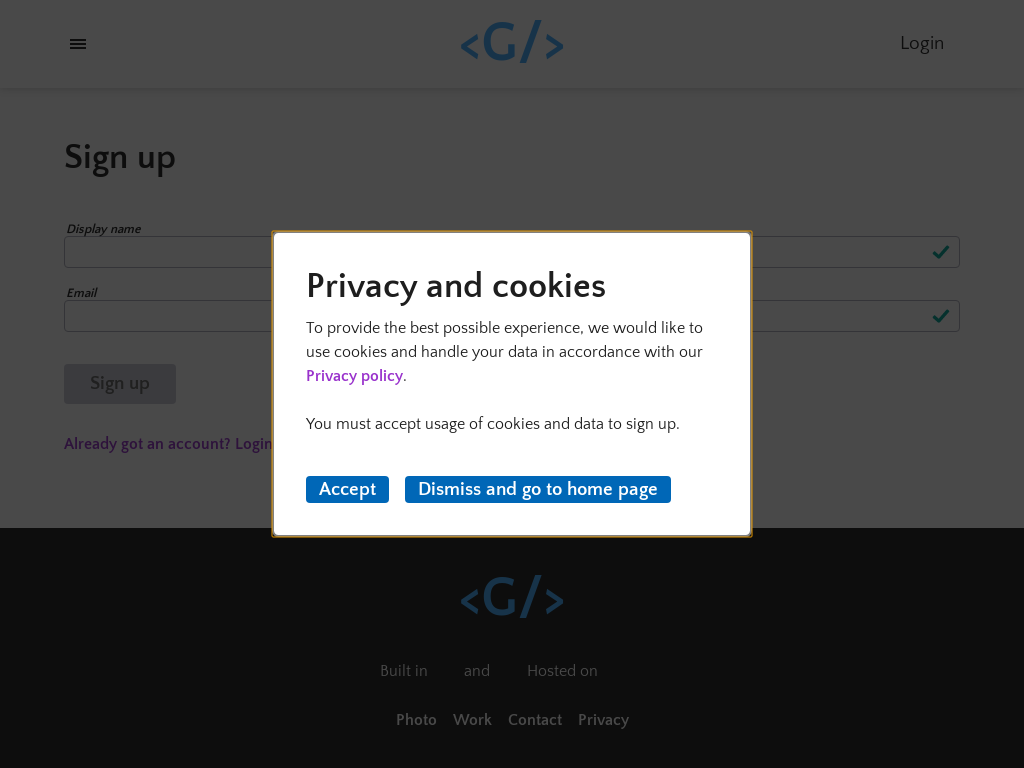 <G/>
Login
Sign up
Display name
Email
Sign up
Already got an account? Login
Privacy and cookies
To provide the best possible experience, we would like to
use cookies and handle your data in accordance with our
Privacy policy.
You must accept usage of cookies and data to sign up.
Accept
Dismiss and go to home page
<G/>
Built in and Hosted on
Photo Work Contact Privacy